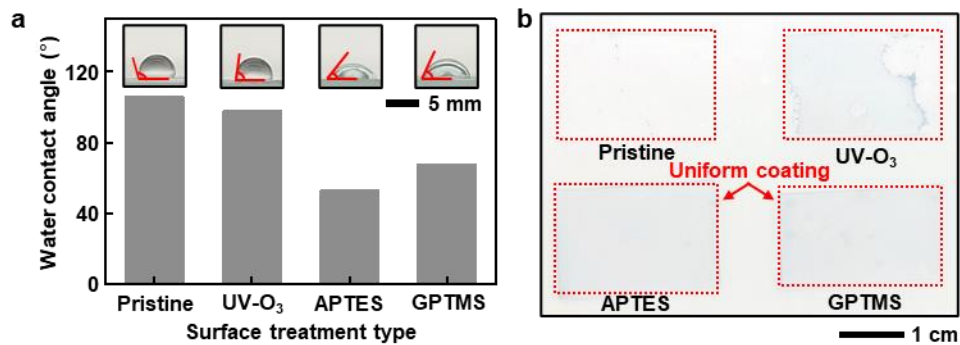 a
Water contact angle (°)
120
80
40
0
5 mm
Pristine UV-O₃ APTES GPTMS
Surface treatment type
b
Pristine
UV-O₃
Uniform coating
APTES
GPTMS
1 cm